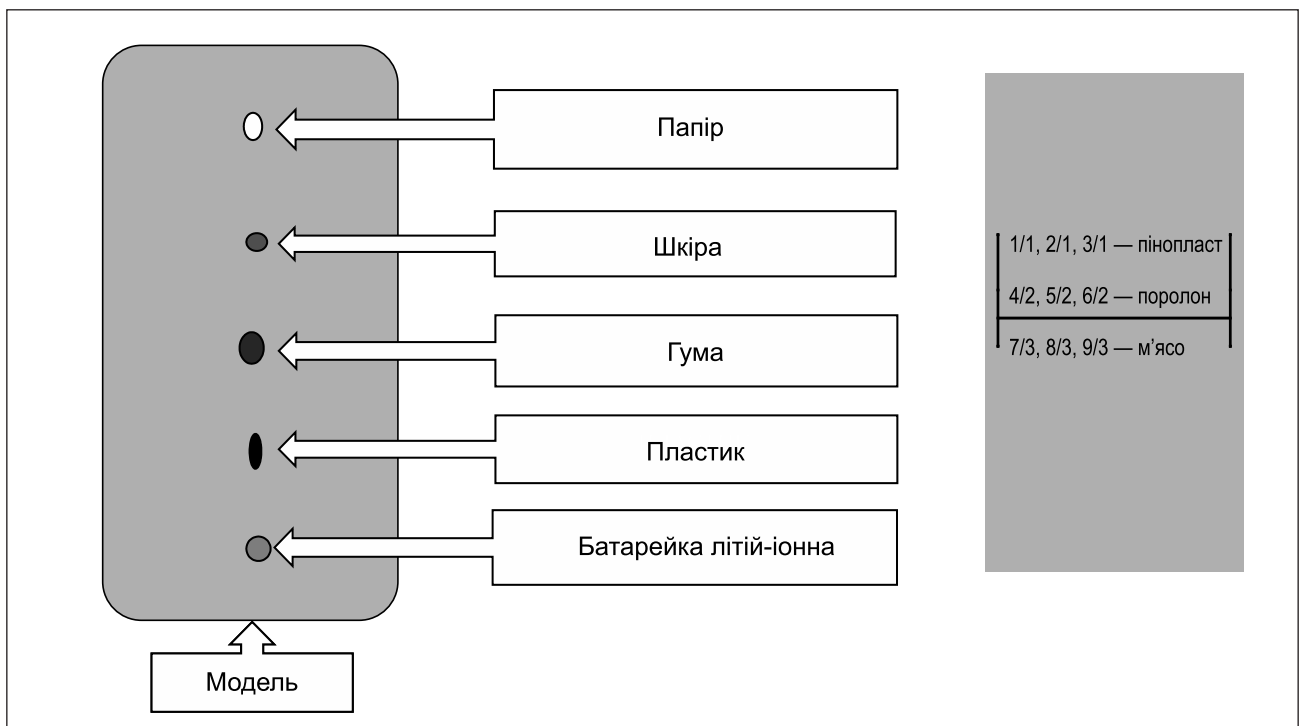 Папір
Шкіра
Гума
Пластик
Батарейка літій-іонна
Модель
1/1, 2/1, 3/1 — пінопласт
4/2, 5/2, 6/2 — поролон
7/3, 8/3, 9/3 — м’ясо